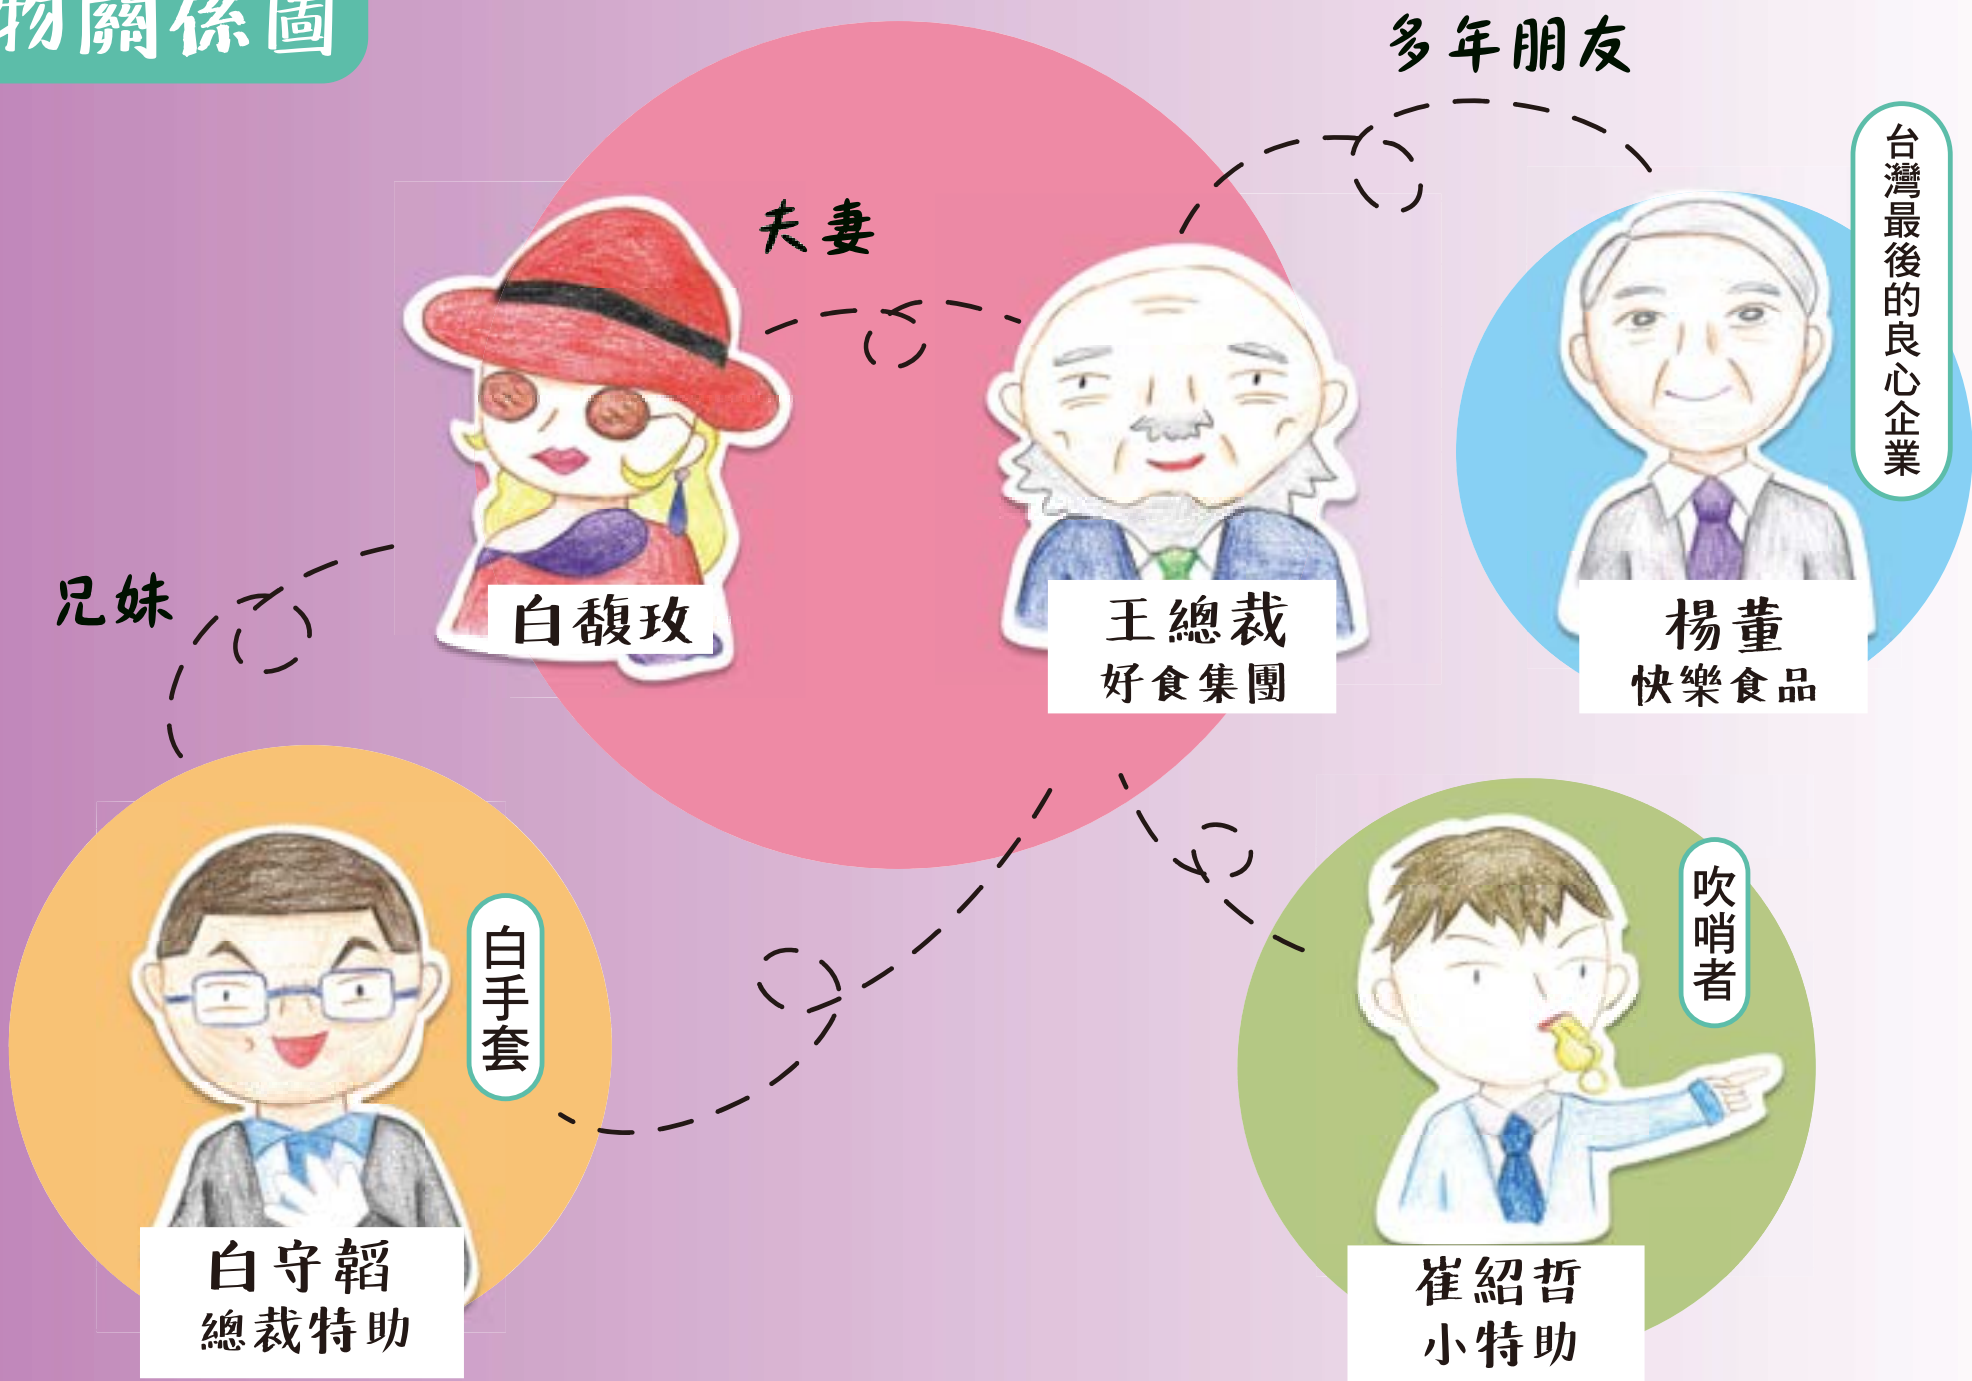 物關係圖
多年朋友
台灣最後的良心企業
夫妻
兄妹
白馥玫
王總裁
好食集團
楊董
快樂食品
白手套
吹哨者
白守韜
總裁特助
崔紹哲
小特助